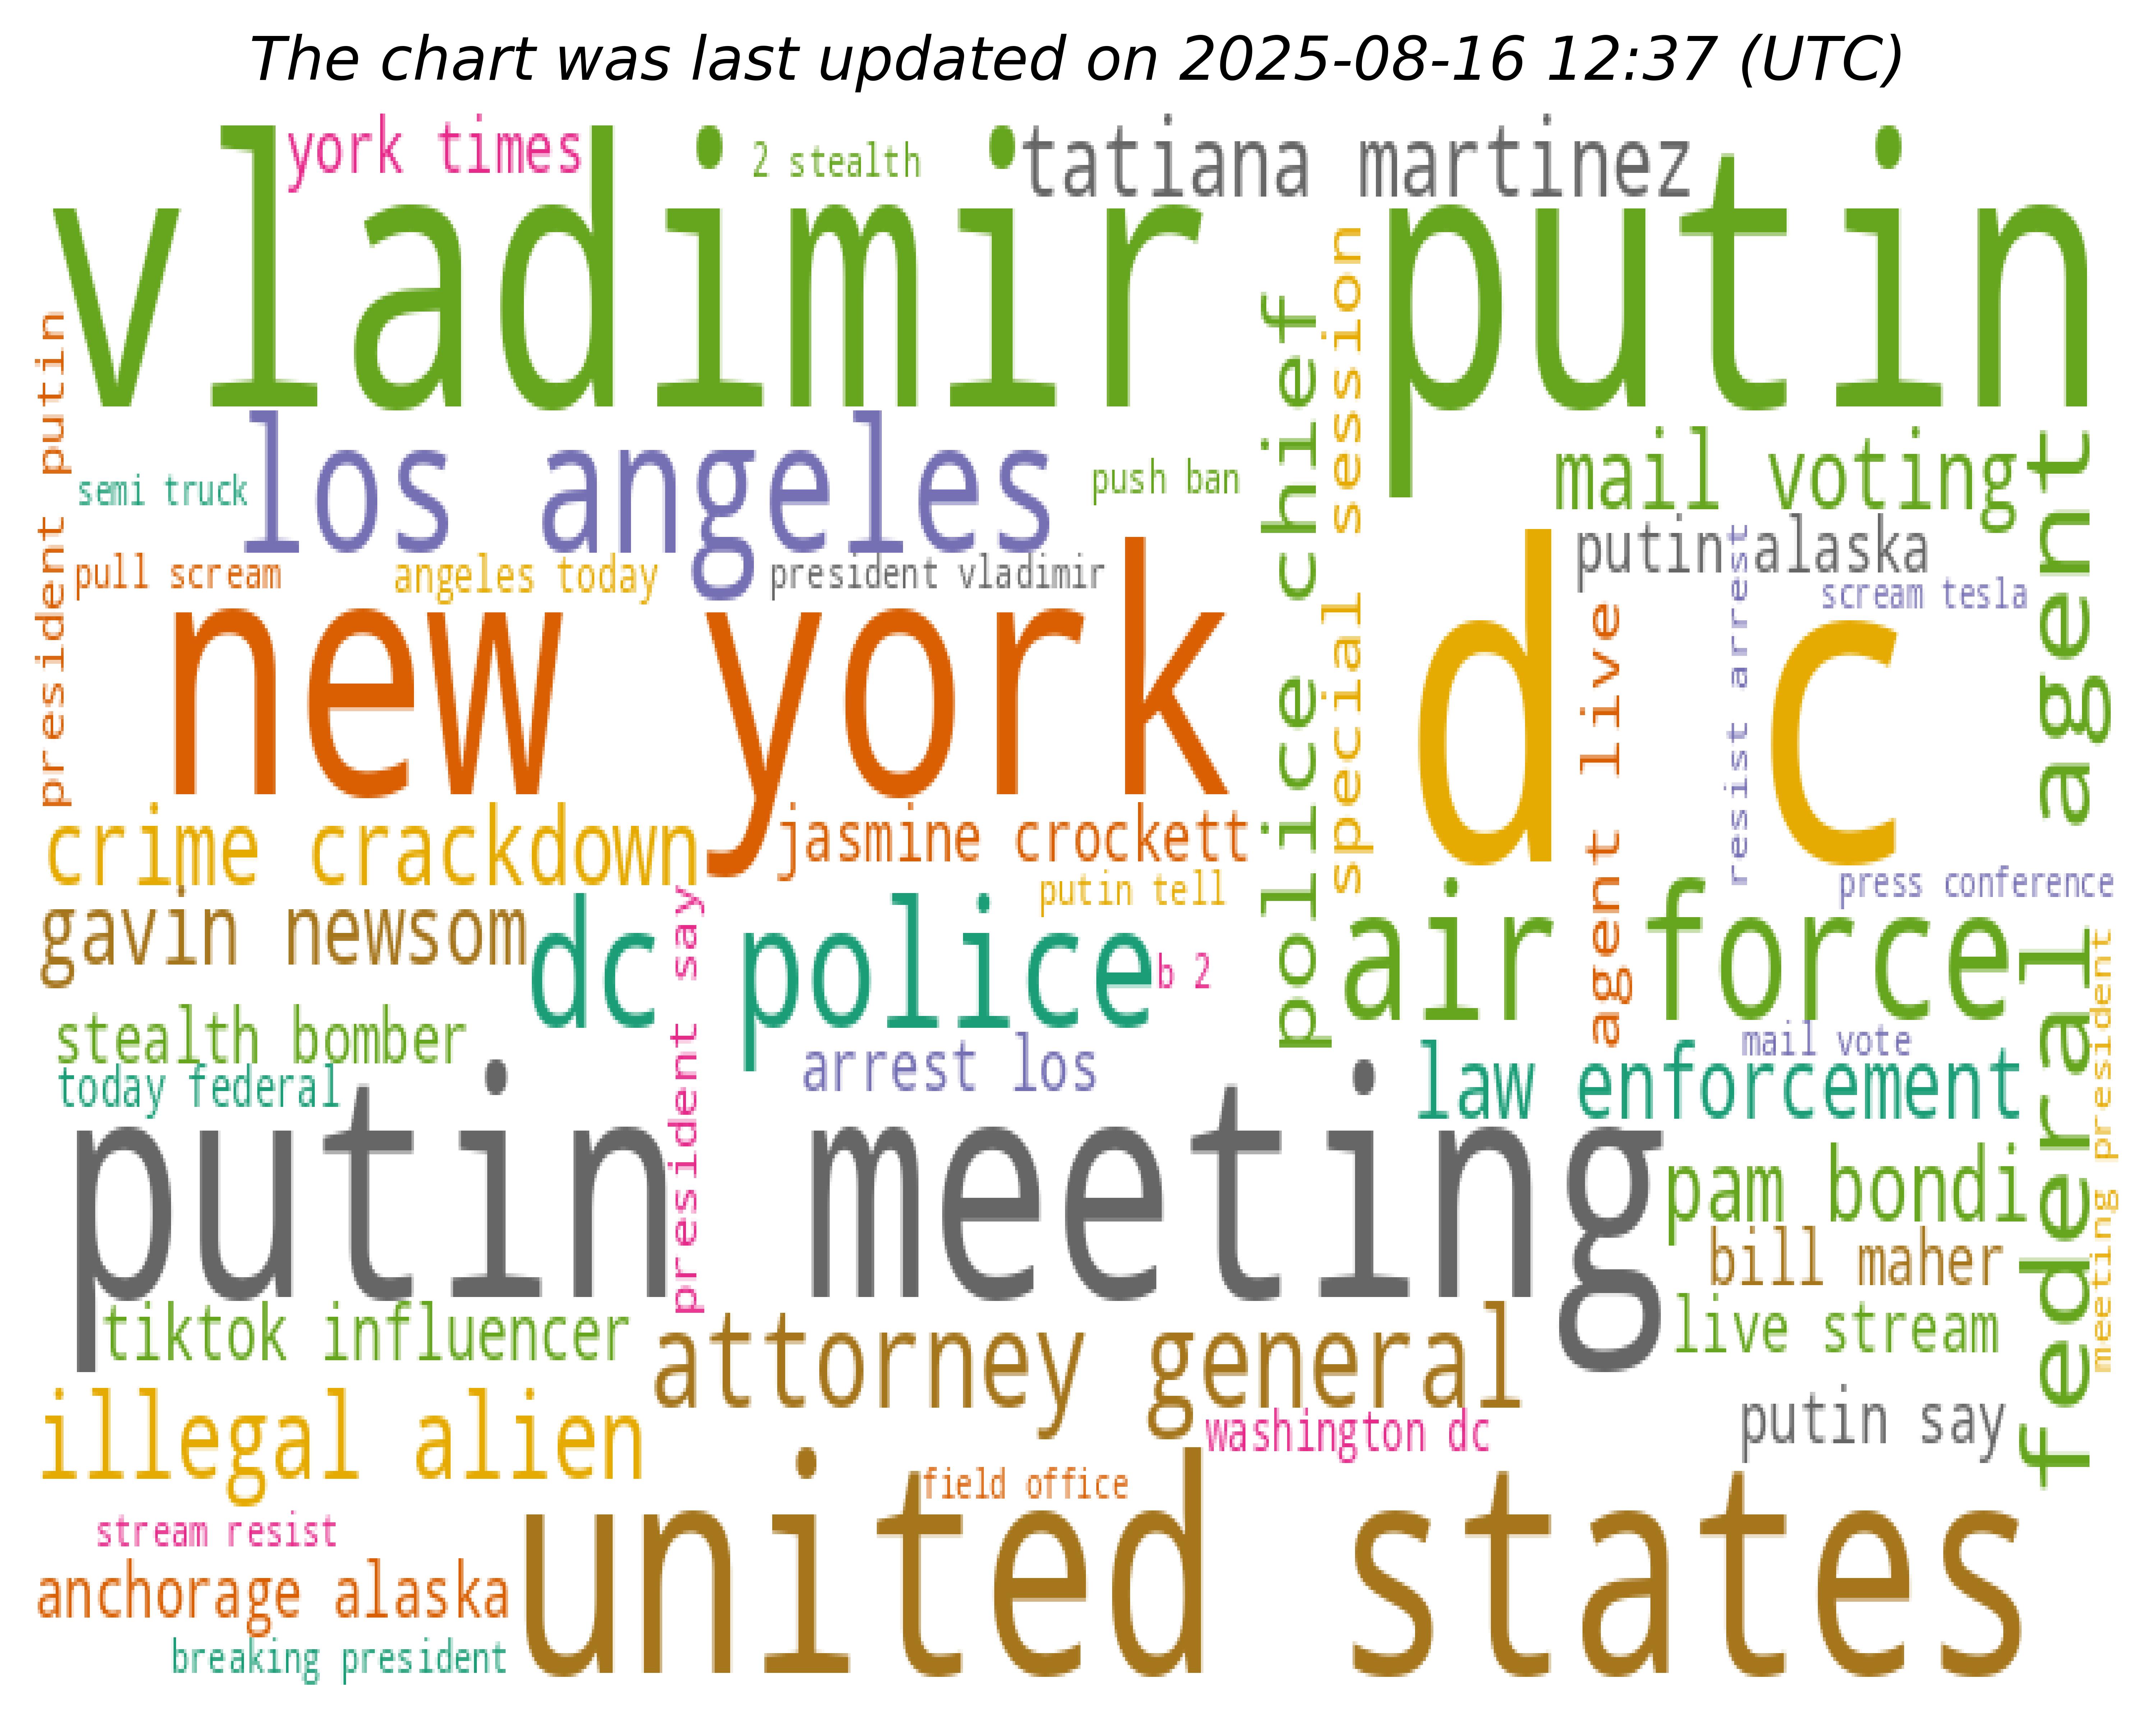 The chart was last updated on 2025-08-16 12:37 (UTC)
york times
2 stealth
tatiana martinez
vladimir putin
president putin
police chief
special session
los angeles
semi truck
push ban
mail voting
federal agent
putin alaska
pull scream
angeles today
president vladimir
scream tesla
resist arrest
agent live
new york
d c
crime crackdown
jasmine crockett
putin tell
press conference
gavin newsom
president say
dc police
b 2
air force
meeting president
stealth bomber
arrest los
mail vote
today federal
law enforcement
putin meeting
pam bondi
bill maher
tiktok influencer
attorney general
live stream
illegal alien
washington dc
putin say
field office
stream resist
united states
anchorage alaska
breaking president